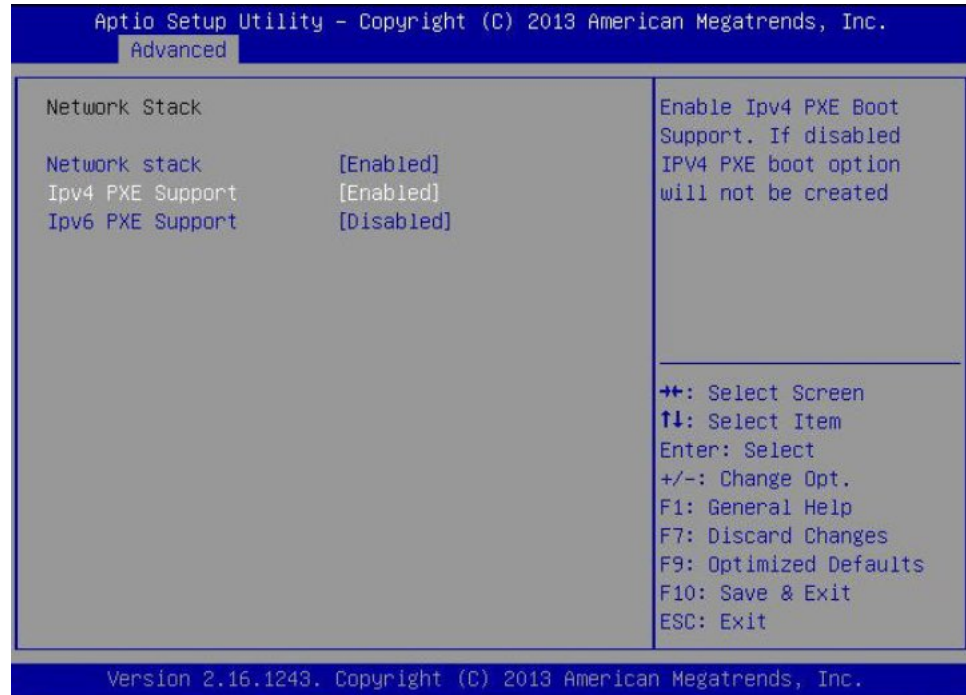 Aptio Setup Utility – Copyright (C) 2013 American Megatrends, Inc.
Advanced
Network Stack
Network stack [Enabled]
Ipv4 PXE Support [Enabled]
Ipv6 PXE Support [Disabled]
Enable Ipv4 PXE Boot
Support. If disabled
IPV4 PXE boot option
will not be created
→←: Select Screen
↑↓: Select Item
Enter: Select
+/-: Change Opt.
F1: General Help
F7: Discard Changes
F9: Optimized Defaults
F10: Save & Exit
ESC: Exit
Version 2.16.1243. Copyright (C) 2013 American Megatrends, Inc.